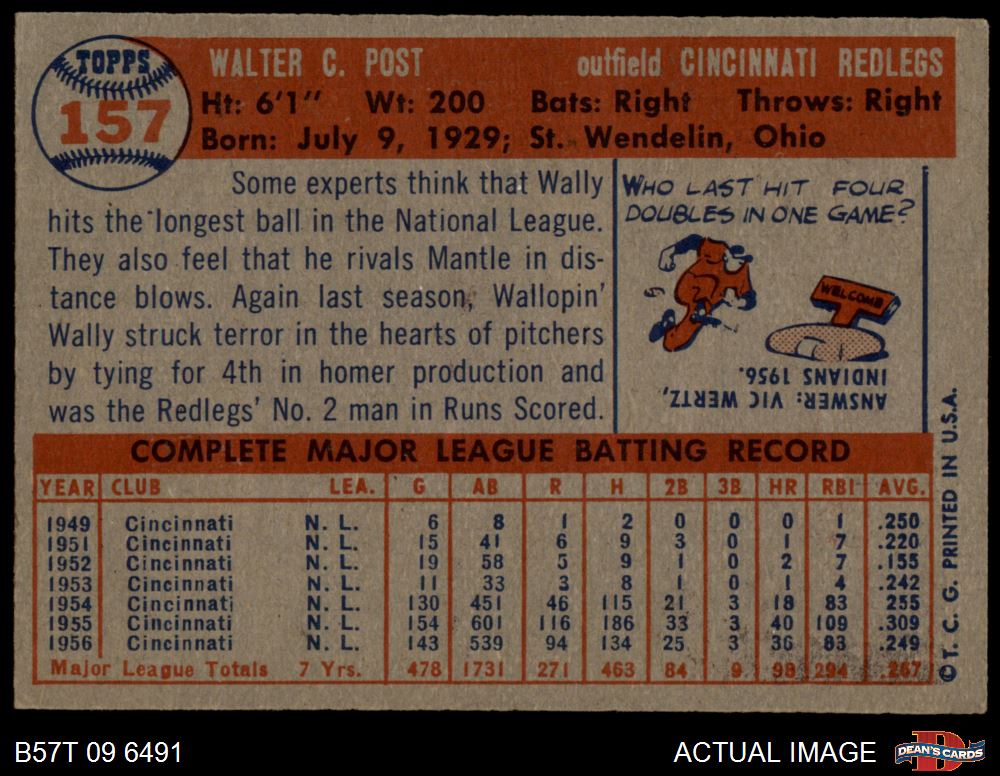 TOPPS
157
WALTER C. POST outfield CINCINNATI REDLEGS
Ht: 6'1" Wt: 200 Bats: Right Throws: Right
Born: July 9, 1929; St. Wendelin, Ohio
Some experts think that Wally
hits the longest ball in the National League.
They also feel that he rivals Mantle in dis-
tance blows. Again last season, Wallopin'
Wally struck terror in the hearts of pitchers
by tying for 4th in homer production and
was the Redlegs' No. 2 man in Runs Scored.
WHO LAST HIT FOUR
DOUBLES IN ONE GAME?
WELCOME
ANSWER: VIC WERTZ,
INDIANS 1956.
COMPLETE MAJOR LEAGUE BATTING RECORD
YEAR CLUB LEA. G AB R H 2B 3B HR RBI AVG.
1949 Cincinnati N. L. 6 8 1 2 0 0 0 1 .250
1951 Cincinnati N. L. 15 41 6 9 3 0 1 7 .220
1952 Cincinnati N. L. 19 58 5 9 1 0 2 7 .155
1953 Cincinnati N. L. 11 33 3 8 1 0 1 4 .242
1954 Cincinnati N. L. 130 451 46 115 21 3 18 83 255
1955 Cincinnati N. L. 154 601 116 186 33 3 40 109 .309
1956 Cincinnati N. L. 143 539 94 134 25 3 36 83 .249
Major League Totals 7 Yrs. 478 1731 271 463 84 9 98 294 .267
© T. C. G. PRINTED IN U.S.A.
B57T 09 6491
ACTUAL IMAGE
D
DEAN'S CARDS